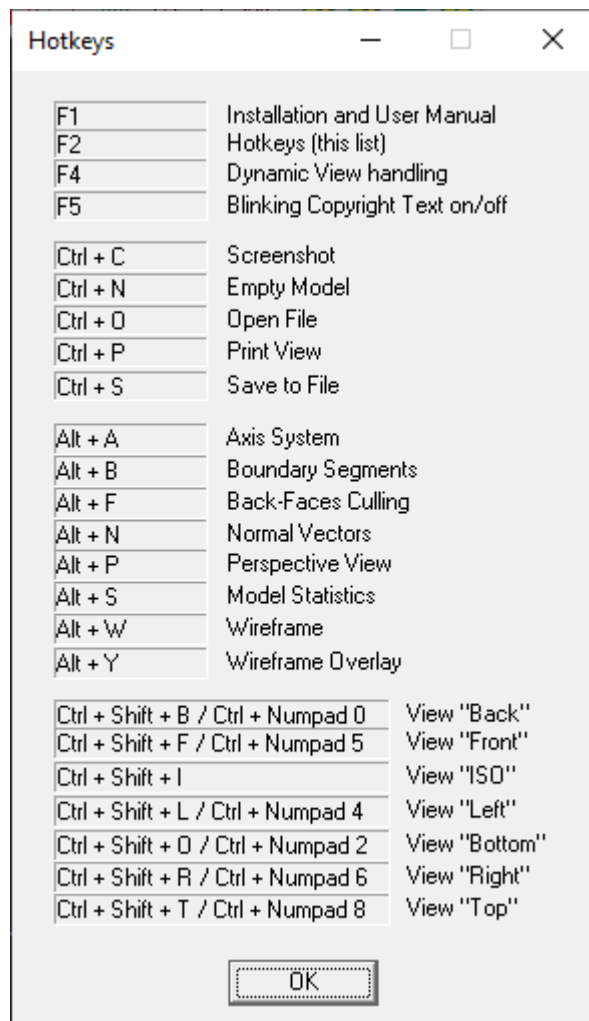 Hotkeys
F1 Installation and User Manual
F2 Hotkeys (this list)
F4 Dynamic View handling
F5 Blinking Copyright Text on/off
Ctrl + C Screenshot
Ctrl + N Empty Model
Ctrl + O Open File
Ctrl + P Print View
Ctrl + S Save to File
Alt + A Axis System
Alt + B Boundary Segments
Alt + F Back-Faces Culling
Alt + N Normal Vectors
Alt + P Perspective View
Alt + S Model Statistics
Alt + W Wireframe
Alt + Y Wireframe Overlay
Ctrl + Shift + B / Ctrl + Numpad 0 View "Back"
Ctrl + Shift + F / Ctrl + Numpad 5 View "Front"
Ctrl + Shift + I View "ISO"
Ctrl + Shift + L / Ctrl + Numpad 4 View "Left"
Ctrl + Shift + O / Ctrl + Numpad 2 View "Bottom"
Ctrl + Shift + R / Ctrl + Numpad 6 View "Right"
Ctrl + Shift + T / Ctrl + Numpad 8 View "Top"
OK